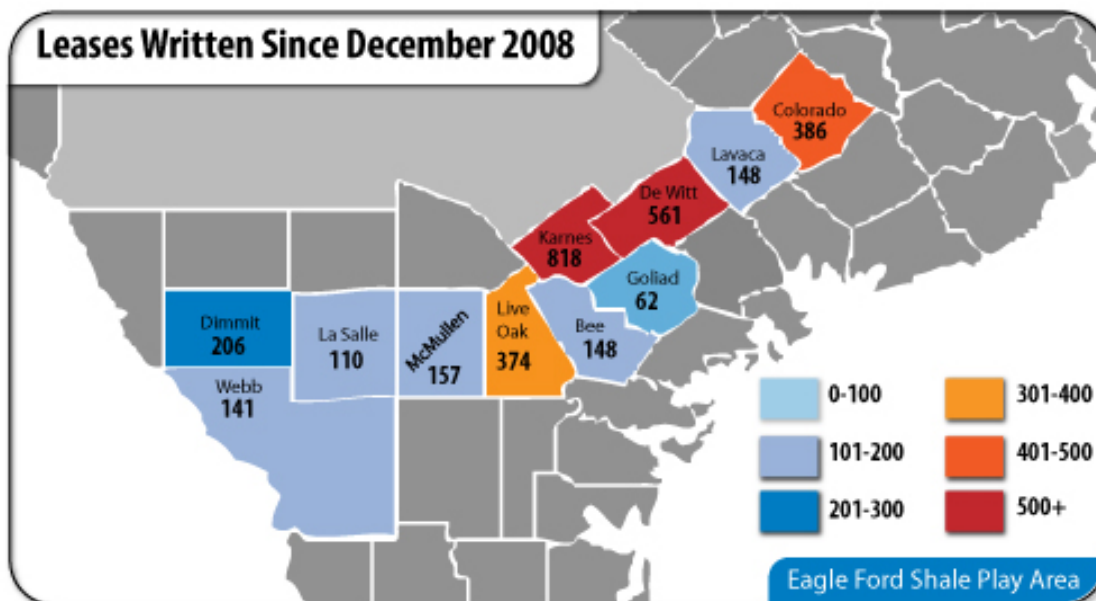 Leases Written Since December 2008
Colorado
386
Lavaca
148
De Witt
561
Karnes
818
Goliad
62
Live
Oak
374
Bee
148
Dimmit
206
La Salle
110
McMullen
157
Webb
141
0-100
101-200
201-300
301-400
401-500
500+
Eagle Ford Shale Play Area